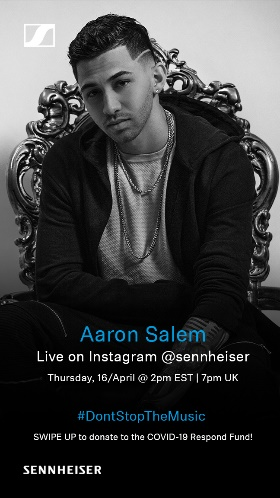 Aaron Salem
Live on Instagram @sennheiser
Thursday, 16/April @ 2pm EST | 7pm UK
#DontStopTheMusic
SWIPE UP to donate to the COVID-19 Respond Fund!
SENNHEISER